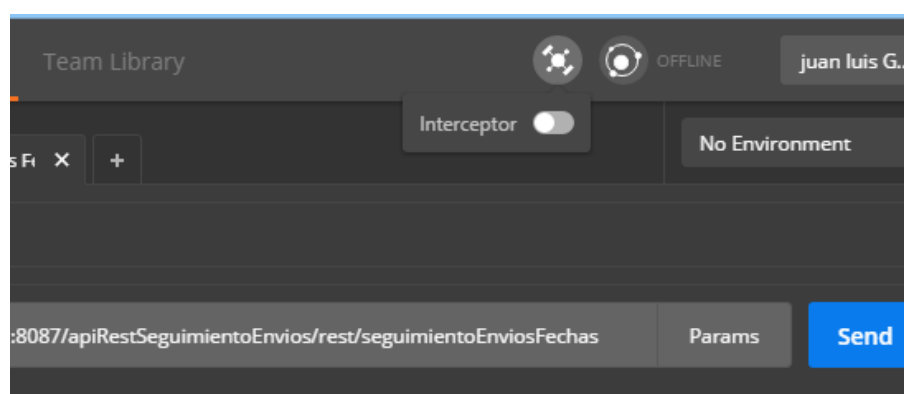 Team Library
OFFLINE
juan luis G..
Interceptor
s Fe
+
No Environment
:8087/apiRestSeguimientoEnvios/rest/seguimientoEnviosFechas
Params
Send